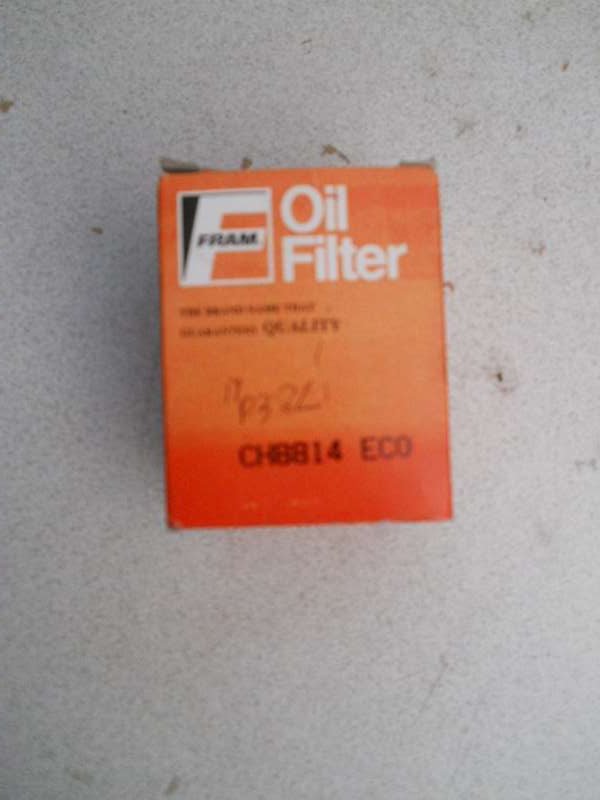 FRAM
Oil
Filter
THE BRAND NAME THAT
GUARANTEES QUALITY
CH8814 ECO